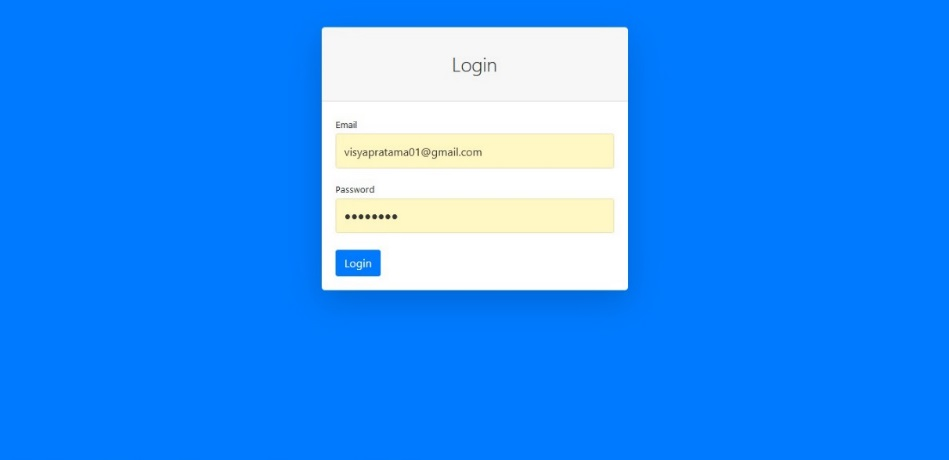 Login
Email
visyapratama01@gmail.com
Password
••••••••
Login